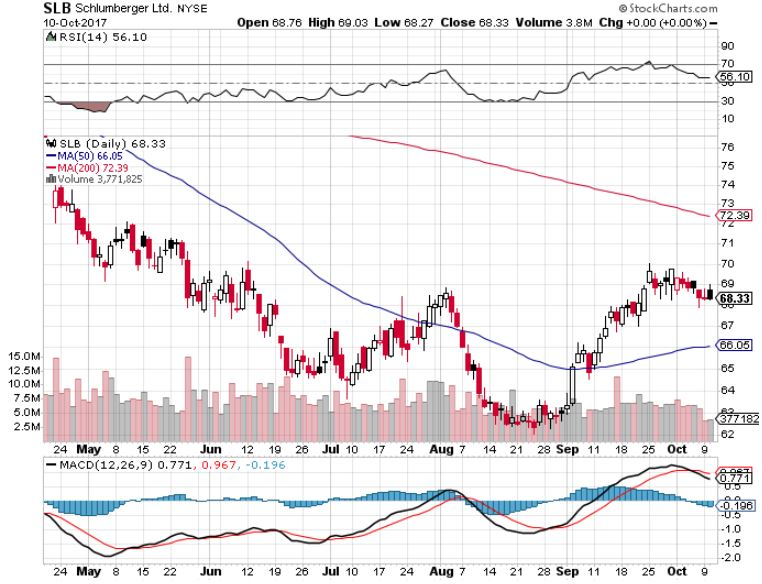 SLB Schlumberger Ltd. NYSE © StockCharts.com
10-Oct-2017 Open 68.76 High 69.03 Low 68.27 Close 68.33 Volume 3.8M Chg +0.00 (+0.00%)
RSI(14) 56.10
90
70
56.10
50
30
10
SLB (Daily) 68.33
MA(50) 66.05
MA(200) 72.39
Volume 3,771,825
76
75
74
73
72.39
72
71
70
69
68.33
68
67
66.05
65
64
63
377182
62
15.0M
12.5M
10.0M
7.5M
5.0M
2.5M
24 May 8 15 22 Jun 12 19 26 Jul 10 17 24 Aug 7 14 21 28 Sep 11 18 25 Oct 9
MACD(12,26,9) 0.771, 0.967, -0.196
0.967
0.771
0.5
0.0
-0.196
-0.5
-1.0
-1.5
-2.0
24 May 8 15 22 Jun 12 19 26 Jul 10 17 24 Aug 7 14 21 28 Sep 11 18 25 Oct 9